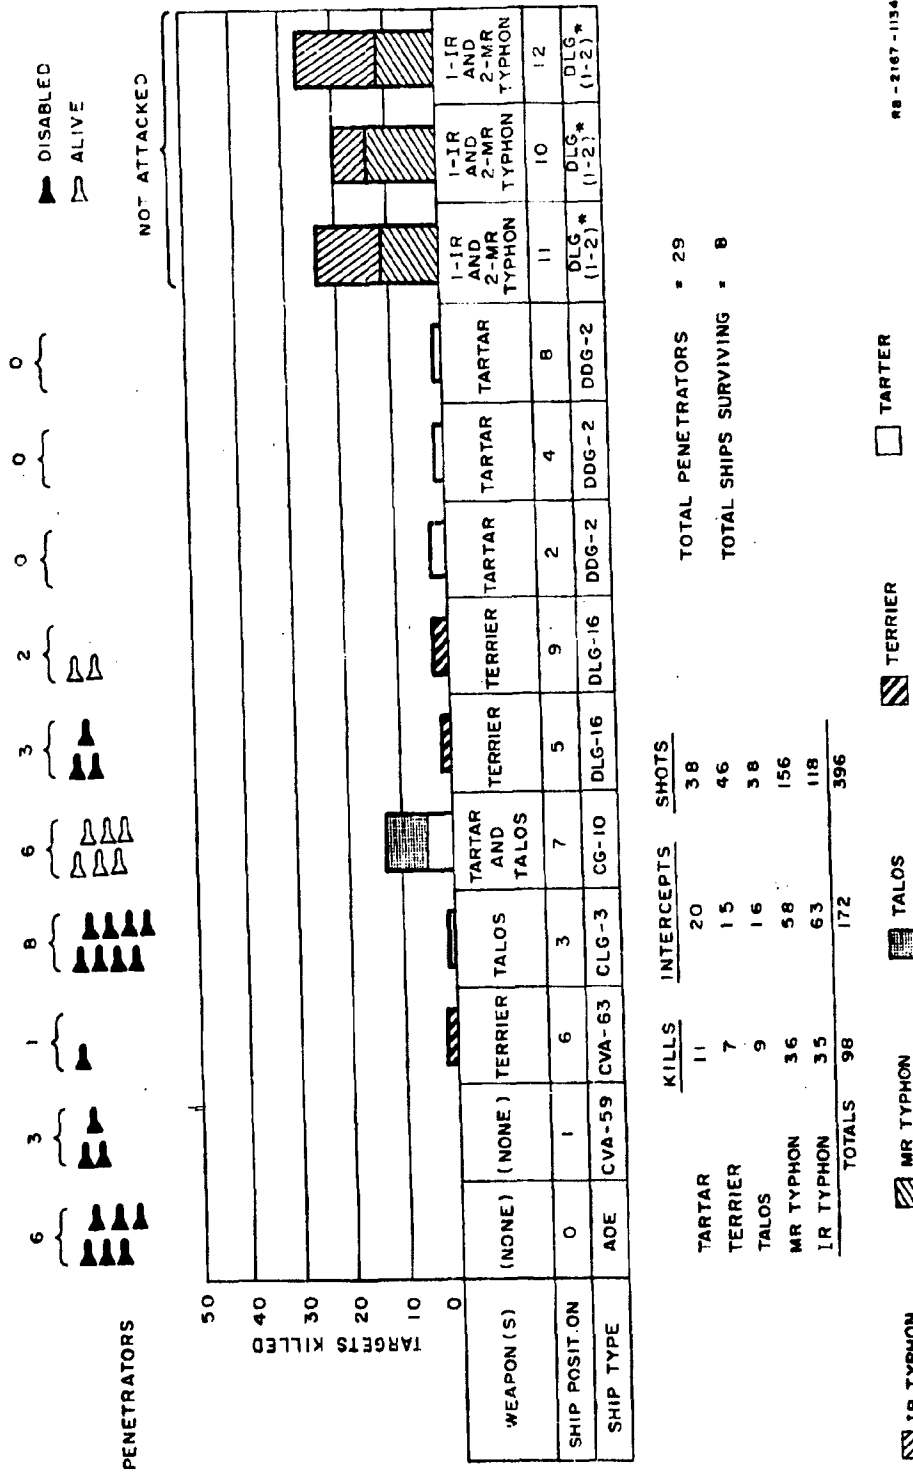 DISABLED
ALIVE
NOT ATTACKED
PENETRATORS
6 3 1 8 6 3 2 0 0 0
TARGETS KILLED
50
40
30
20
10
0
WEAPON (S) (NONE) (NONE) TERRIER TALOS TARTAR AND TALOS TERRIER TERRIER TARTAR TARTAR TARTAR 1-IR AND 2-MR TYPHON 1-IR AND 2-MR TYPHON 1-IR AND 2-MR TYPHON
SHIP POSIT.ON 0 1 6 3 7 5 9 2 4 8 11 10 12
SHIP TYPE AOE CVA-59 CVA-63 CLG-3 CG-10 DLG-16 DLG-16 DDG-2 DDG-2 DDG-2 DLG (1-2)* DLG (1-2)* DLG (1-2)*
KILLS INTERCEPTS SHOTS
TARTAR 11 20 38
TERRIER 7 15 46
TALOS 9 16 38
MR TYPHON 36 58 156
IR TYPHON 35 63 118
TOTALS 98 172 396
TOTAL PENETRATORS = 29
TOTAL SHIPS SURVIVING = 8
IR TYPHON MR TYPHON TALOS TERRIER TARTER
RB-2167-1134